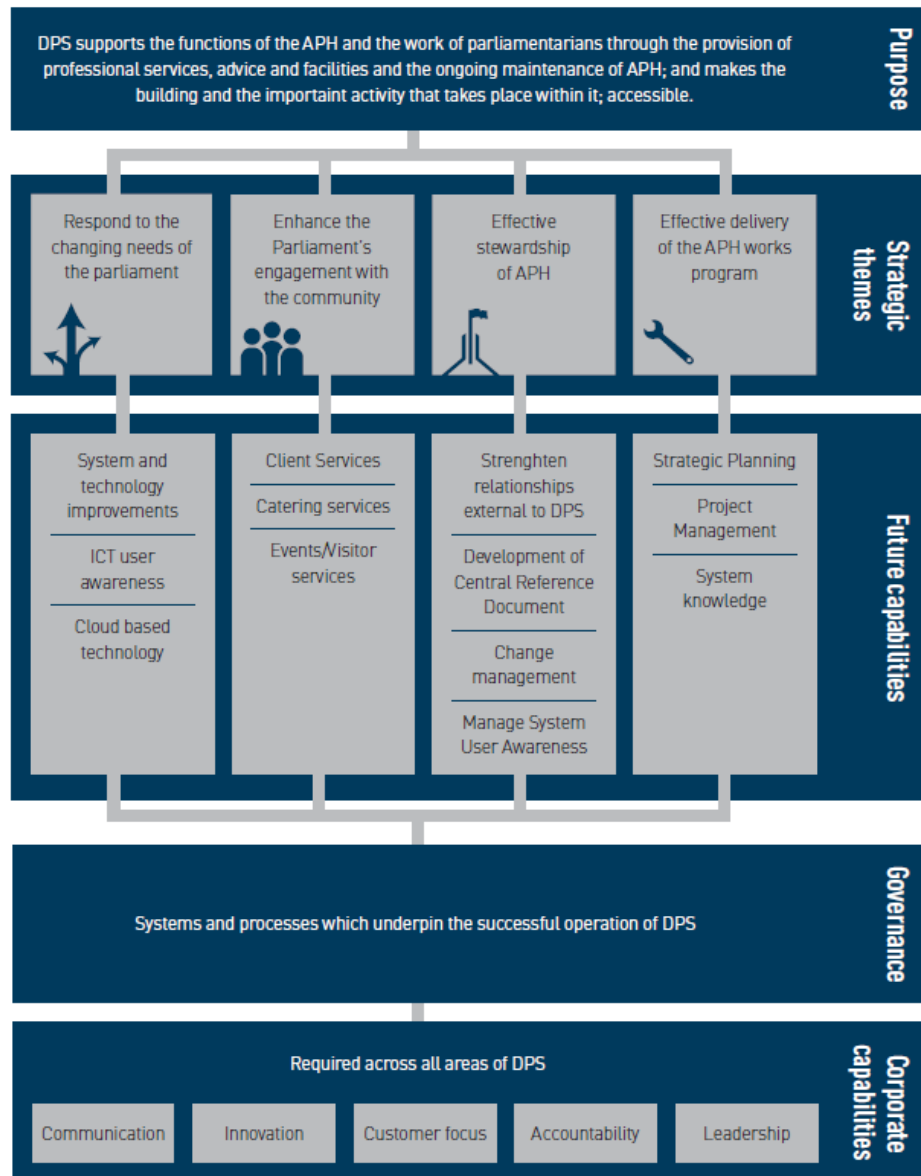 DPS supports the functions of the APH and the work of parliamentarians through the provision of
professional services, advice and facilities and the ongoing maintenance of APH; and makes the
building and the importaint activity that takes place within it; accessible.
Purpose
Respond to the
changing needs of
the parliament
Enhance the
Parliament's
engagement with
the community
Effective
stewardship
of APH
Effective delivery
of the APH works
program
Strategic
themes
System and
technology
improvements
ICT user
awareness
Cloud based
technology
Client Services
Catering services
Events/Visitor
services
Strenghten
relationships
external to DPS
Development of
Central Reference
Document
Change
management
Manage System
User Awareness
Strategic Planning
Project
Management
System
knowledge
Future capabilities
Systems and processes which underpin the successful operation of DPS
Governance
Required across all areas of DPS
Communication
Innovation
Customer focus
Accountability
Leadership
Corporate
capabilities